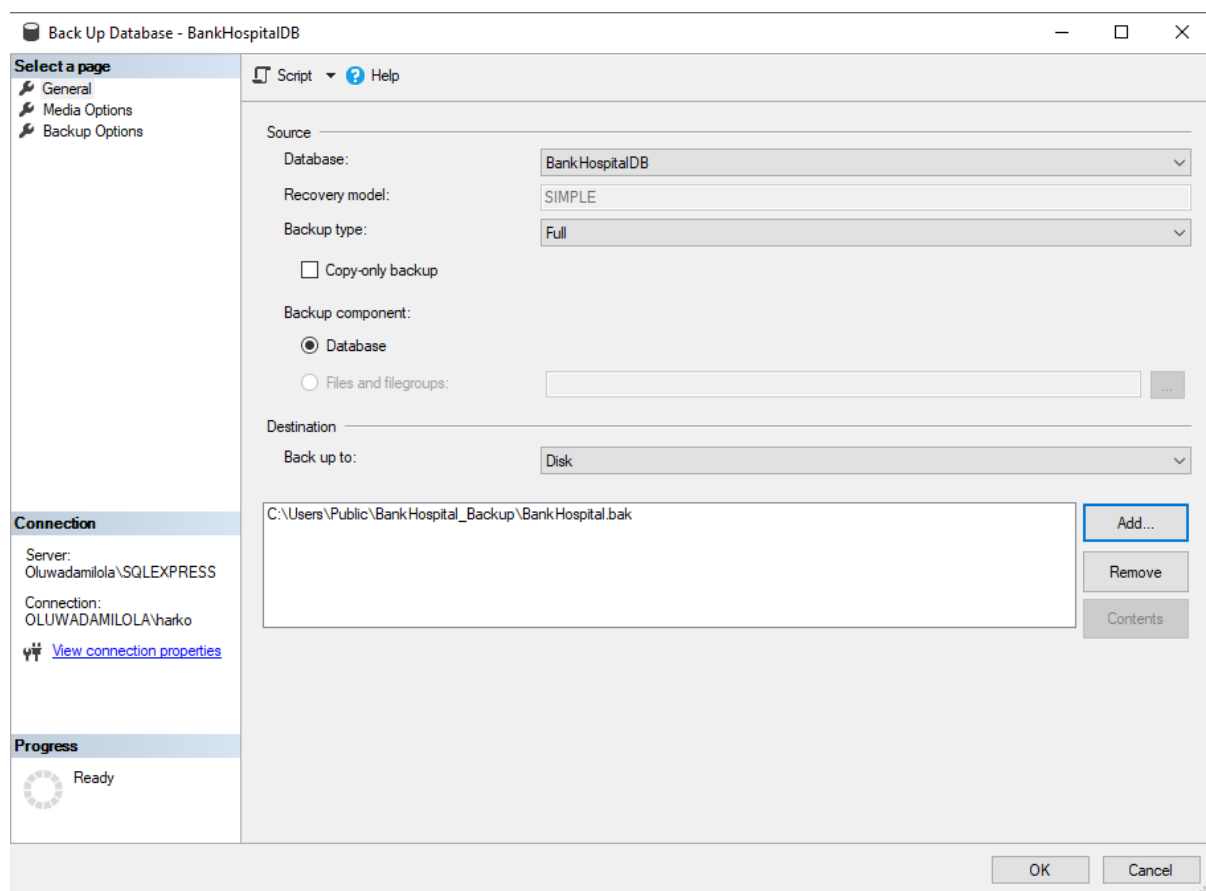 Back Up Database - BankHospitalDB
Select a page
General
Media Options
Backup Options
Script
Help
Source
Database:
BankHospitalDB
Recovery model:
SIMPLE
Backup type:
Full
Copy-only backup
Backup component:
Database
Files and filegroups:
...
Destination
Back up to:
Disk
C:\Users\Public\BankHospital_Backup\BankHospital.bak
Add...
Remove
Contents
Connection
Server:
Oluwadamilola\SQLEXPRESS
Connection:
OLUWADAMILOLA\harko
View connection properties
Progress
Ready
OK
Cancel